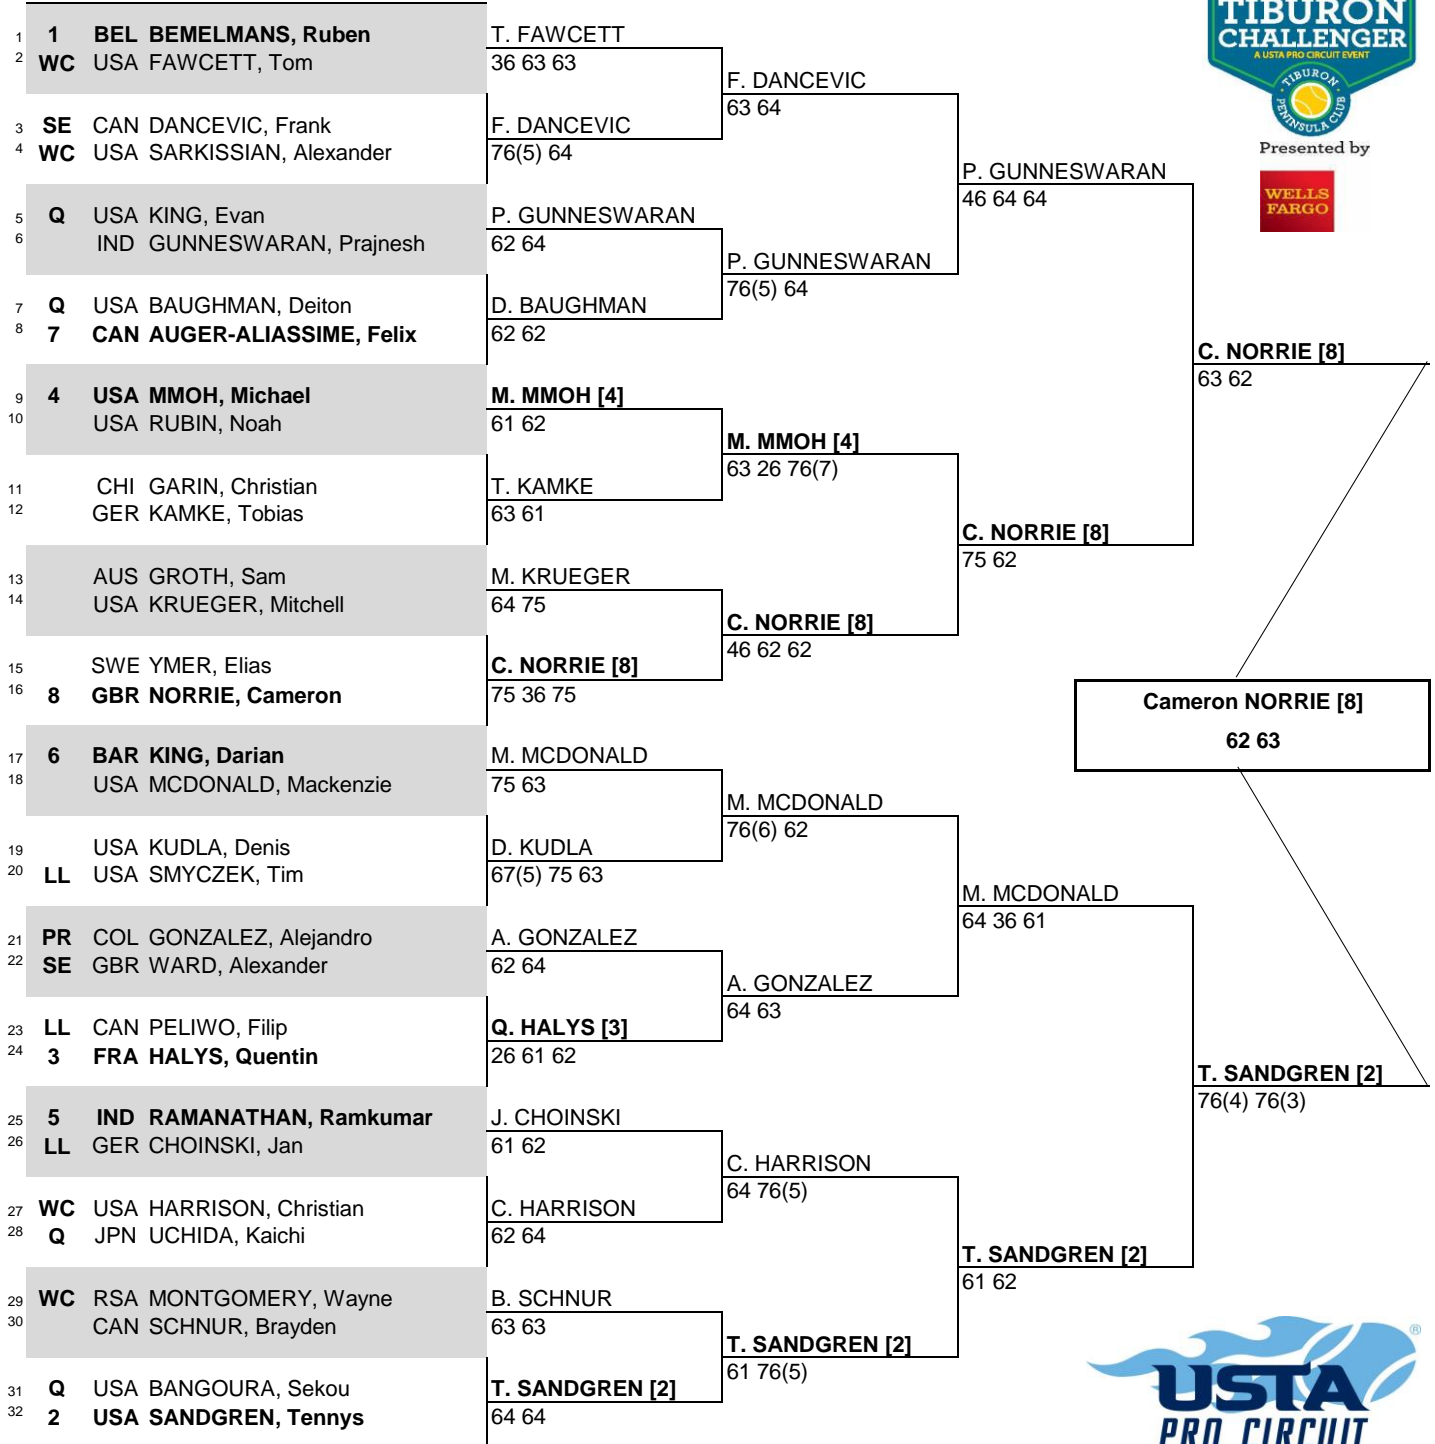 TIBURON
CHALLENGER
A USTA PRO CIRCUIT EVENT
TIBURON
PENINSULA CLUB
Presented by
WELLS
FARGO
1 1 BEL BEMELMANS, Ruben
2 WC USA FAWCETT, Tom
3 SE CAN DANCEVIC, Frank
4 WC USA SARKISSIAN, Alexander
5 Q USA KING, Evan
6 IND GUNNESWARAN, Prajnesh
7 Q USA BAUGHMAN, Deiton
8 7 CAN AUGER-ALIASSIME, Felix
9 4 USA MMOH, Michael
10 USA RUBIN, Noah
11 CHI GARIN, Christian
12 GER KAMKE, Tobias
13 AUS GROTH, Sam
14 USA KRUEGER, Mitchell
15 SWE YMER, Elias
16 8 GBR NORRIE, Cameron
17 6 BAR KING, Darian
18 USA MCDONALD, Mackenzie
19 USA KUDLA, Denis
20 LL USA SMYCZEK, Tim
21 PR COL GONZALEZ, Alejandro
22 SE GBR WARD, Alexander
23 LL CAN PELIWO, Filip
24 3 FRA HALYS, Quentin
25 5 IND RAMANATHAN, Ramkumar
26 LL GER CHOINSKI, Jan
27 WC USA HARRISON, Christian
28 Q JPN UCHIDA, Kaichi
29 WC RSA MONTGOMERY, Wayne
30 CAN SCHNUR, Brayden
31 Q USA BANGOURA, Sekou
32 2 USA SANDGREN, Tennys
T. FAWCETT
36 63 63
F. DANCEVIC
76(5) 64
P. GUNNESWARAN
62 64
D. BAUGHMAN
62 62
M. MMOH [4]
61 62
T. KAMKE
63 61
M. KRUEGER
64 75
C. NORRIE [8]
75 36 75
M. MCDONALD
75 63
D. KUDLA
67(5) 75 63
A. GONZALEZ
62 64
Q. HALYS [3]
26 61 62
J. CHOINSKI
61 62
C. HARRISON
62 64
B. SCHNUR
63 63
T. SANDGREN [2]
64 64
F. DANCEVIC
63 64
P. GUNNESWARAN
76(5) 64
M. MMOH [4]
63 26 76(7)
C. NORRIE [8]
46 62 62
M. MCDONALD
76(6) 62
A. GONZALEZ
64 63
C. HARRISON
64 76(5)
T. SANDGREN [2]
61 76(5)
P. GUNNESWARAN
46 64 64
C. NORRIE [8]
75 62
M. MCDONALD
64 36 61
T. SANDGREN [2]
61 62
C. NORRIE [8]
63 62
T. SANDGREN [2]
76(4) 76(3)
Cameron NORRIE [8]
62 63
USTA
PRO CIRCUIT